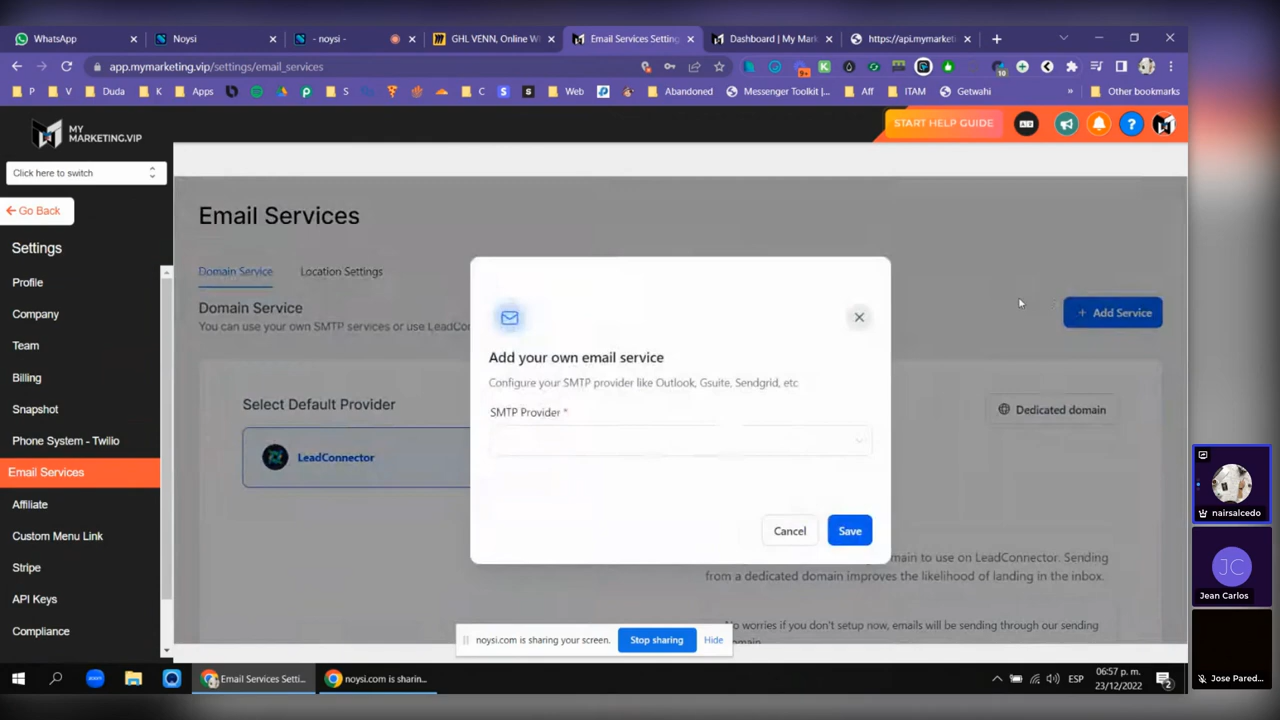 WhatsApp
Noysi
- noysi -
GHL VENN, Online W
Email Services Settin
Dashboard | My Mark
https://api.mymarketi
app.mymarketing.vip/settings/email_services
P
V
Duda
K
Apps
S
C
Web
Abandoned
Messenger Toolkit |...
Aff
ITAM
Getwahi
»
Other bookmarks
9+
10
MY
MARKETING.VIP
START HELP GUIDE
Click here to switch
Go Back
Settings
Profile
Company
Team
Billing
Snapshot
Phone System - Twilio
Email Services
Affiliate
Custom Menu Link
Stripe
API Keys
Compliance
Email Services
Domain Service
Location Settings
Domain Service
You can use your own SMTP services or use LeadCon
+ Add Service
Select Default Provider
Dedicated domain
LeadConnector
main to use on LeadConnector. Sending
from a dedicated domain improves the likelihood of landing in the inbox.
No worries if you don't setup now, emails will be sending through our sending
domain.
Add your own email service
Configure your SMTP provider like Outlook, Gsuite, Sendgrid, etc
SMTP Provider *
Cancel
Save
noysi.com is sharing your screen.
Stop sharing
Hide
Email Services Setti...
noysi.com is sharin...
ESP
06:57 p. m.
23/12/2022
2
nairsalcedo
JC
Jean Carlos
Jose Pared...